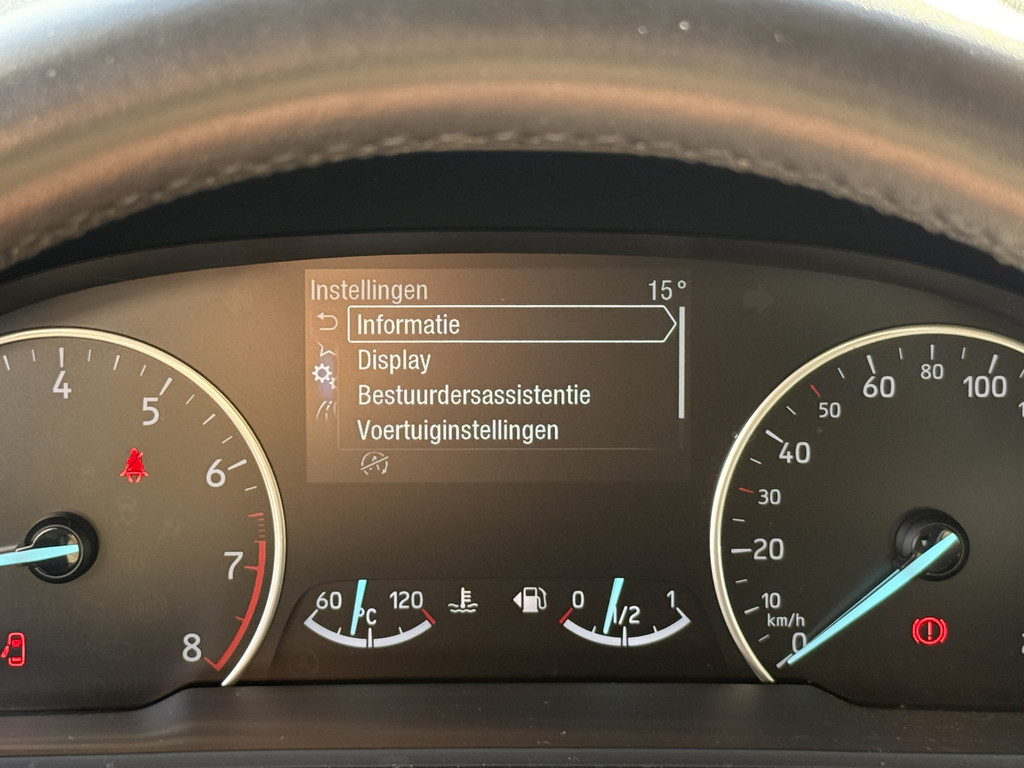 Instellingen 15°
Informatie
Display
Bestuurdersassistentie
Voertuiginstellingen
4
5
6
7
8
60 120
°C
0 1/2 1
0
10
20
30
40
50
60
80
100
km/h